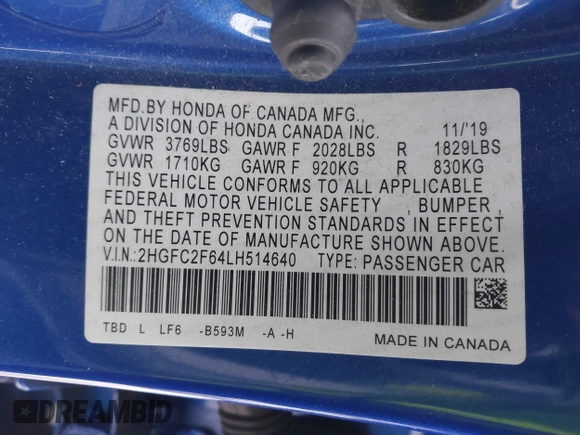 MFD.BY HONDA OF CANADA MFG.,
A DIVISION OF HONDA CANADA INC. 11/'19
GVWR 3769LBS GAWR F 2028LBS R 1829LBS
GVWR 1710KG GAWR F 920KG R 830KG
THIS VEHICLE CONFORMS TO ALL APPLICABLE
FEDERAL MOTOR VEHICLE SAFETY , BUMPER ,
AND THEFT PREVENTION STANDARDS IN EFFECT
ON THE DATE OF MANUFACTURE SHOWN ABOVE.
V.I.N.:2HGFC2F64LH514640 TYPE: PASSENGER CAR
TBD L LF6 -B593M -A -H
MADE IN CANADA
DREAMBID